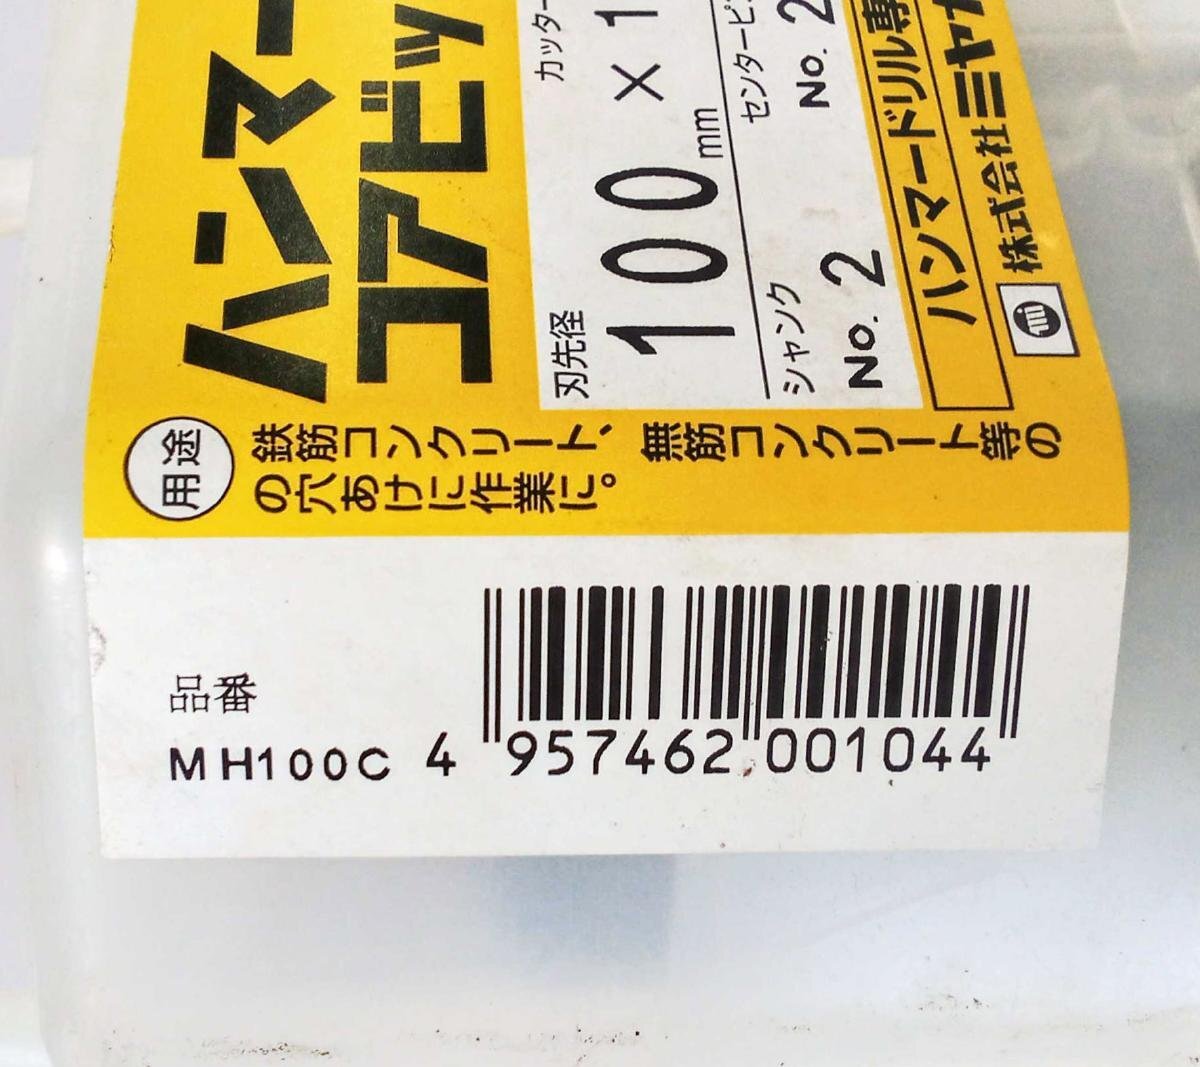 ハンマー
コアビッ
刃先径
カッター
100mm × 1
シャンク
センターピン
No. 2
No. 2
ハンマードリル専
株式会社ミヤナ
用途
鉄筋コンクリート、無筋コンクリート等の
の穴あけに作業に。
品番
MH100C
4 957462 001044